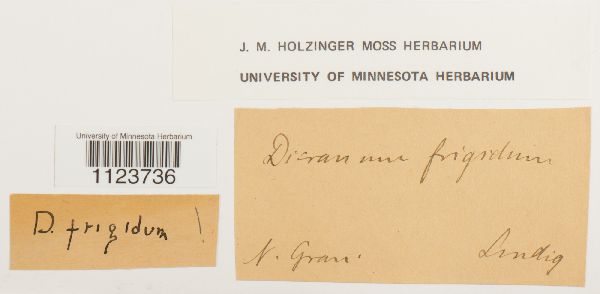 J. M. HOLZINGER MOSS HERBARIUM
UNIVERSITY OF MINNESOTA HERBARIUM
University of Minnesota Herbarium
1123736
D. frigidum !
Dicranum frigidum
N. Gran.
Lindig